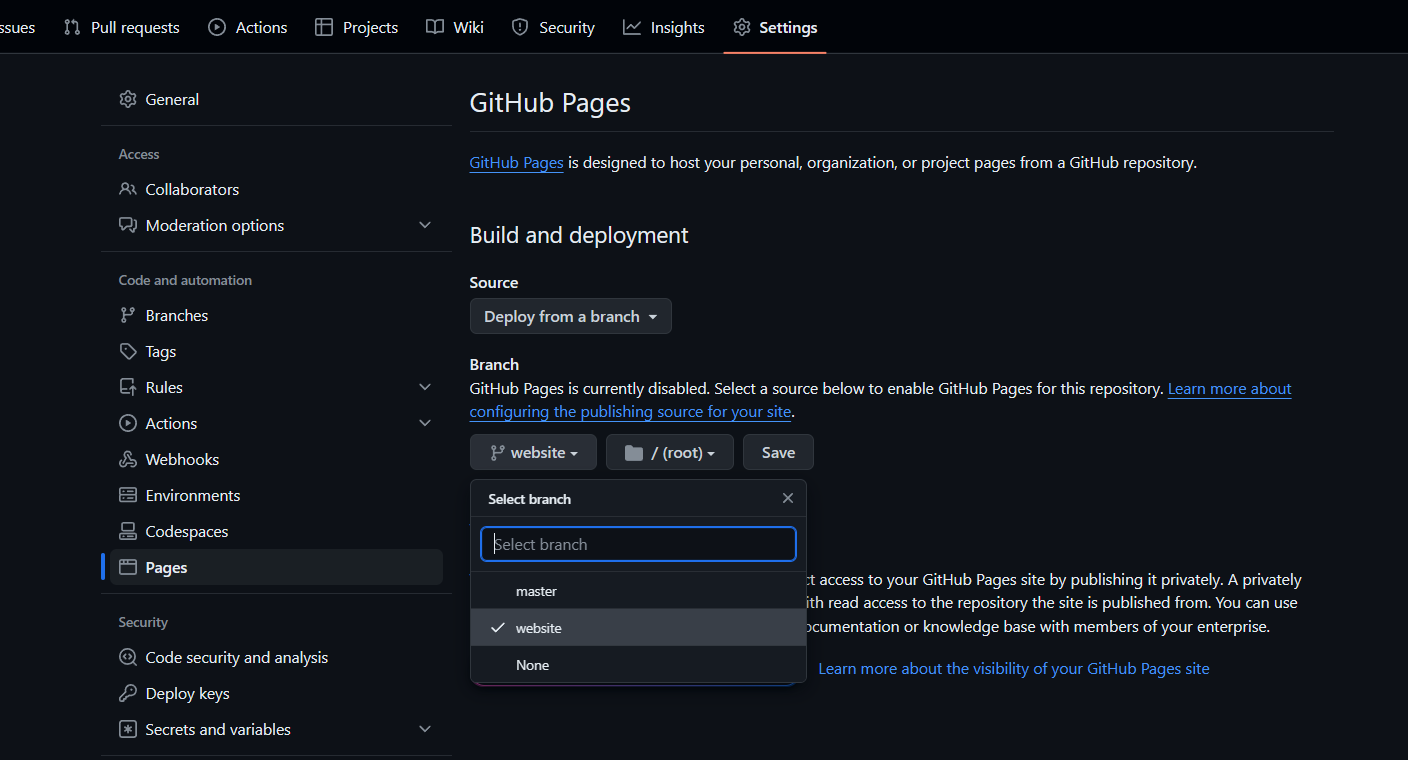 ssues Pull requests Actions Projects Wiki Security Insights Settings
General
Access
Collaborators
Moderation options
Code and automation
Branches
Tags
Rules
Actions
Webhooks
Environments
Codespaces
Pages
Security
Code security and analysis
Deploy keys
Secrets and variables
GitHub Pages
GitHub Pages is designed to host your personal, organization, or project pages from a GitHub repository.
Build and deployment
Source
Deploy from a branch
Branch
GitHub Pages is currently disabled. Select a source below to enable GitHub Pages for this repository. Learn more about
configuring the publishing source for your site.
website / (root) Save
Select branch
Select branch
master
website
None
ct access to your GitHub Pages site by publishing it privately. A privately
ith read access to the repository the site is published from. You can use
ocumentation or knowledge base with members of your enterprise.
Learn more about the visibility of your GitHub Pages site